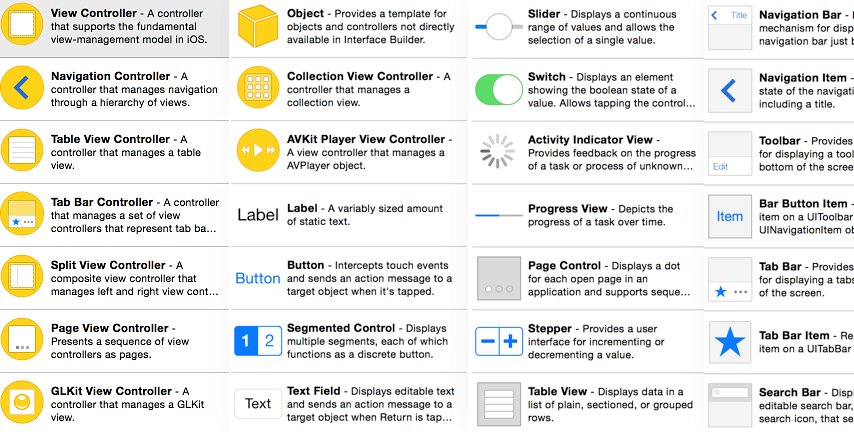 View Controller - A controller
that supports the fundamental
view-management model in iOS.
Navigation Controller - A
controller that manages navigation
through a hierarchy of views.
Table View Controller - A
controller that manages a table
view.
Tab Bar Controller - A controller
that manages a set of view
controllers that represent tab ba...
Split View Controller - A
composite view controller that
manages left and right view cont...
Page View Controller -
Presents a sequence of view
controllers as pages.
GLKit View Controller - A
controller that manages a GLKit
view.
Object - Provides a template for
objects and controllers not directly
available in Interface Builder.
Collection View Controller - A
controller that manages a
collection view.
AVKit Player View Controller -
A view controller that manages a
AVPlayer object.
Label
Label - A variably sized amount
of static text.
Button
Button - Intercepts touch events
and sends an action message to a
target object when it's tapped.
1 2
Segmented Control - Displays
multiple segments, each of which
functions as a discrete button.
Text
Text Field - Displays editable text
and sends an action message to a
target object when Return is tap...
Slider - Displays a continuous
range of values and allows the
selection of a single value.
Switch - Displays an element
showing the boolean state of a
value. Allows tapping the control...
Activity Indicator View -
Provides feedback on the progress
of a task or process of unknown...
Progress View - Depicts the
progress of a task over time.
Page Control - Displays a dot
for each open page in an
application and supports seque...
Stepper - Provides a user
interface for incrementing or
decrementing a value.
Table View - Displays data in a
list of plain, sectioned, or grouped
rows.
Title
Navigation Bar -
mechanism for disp
navigation bar just b
Navigation Item -
state of the navigati
including a title.
Edit
Toolbar - Provides
for displaying a tool
bottom of the scree
Item
Bar Button Item -
item on a UIToolbar
UINavigationItem ob
Tab Bar - Provides
for displaying a tabs
of the screen.
Tab Bar Item - Re
item on a UITabBar
Search Bar - Displ
editable search bar,
search icon, that se